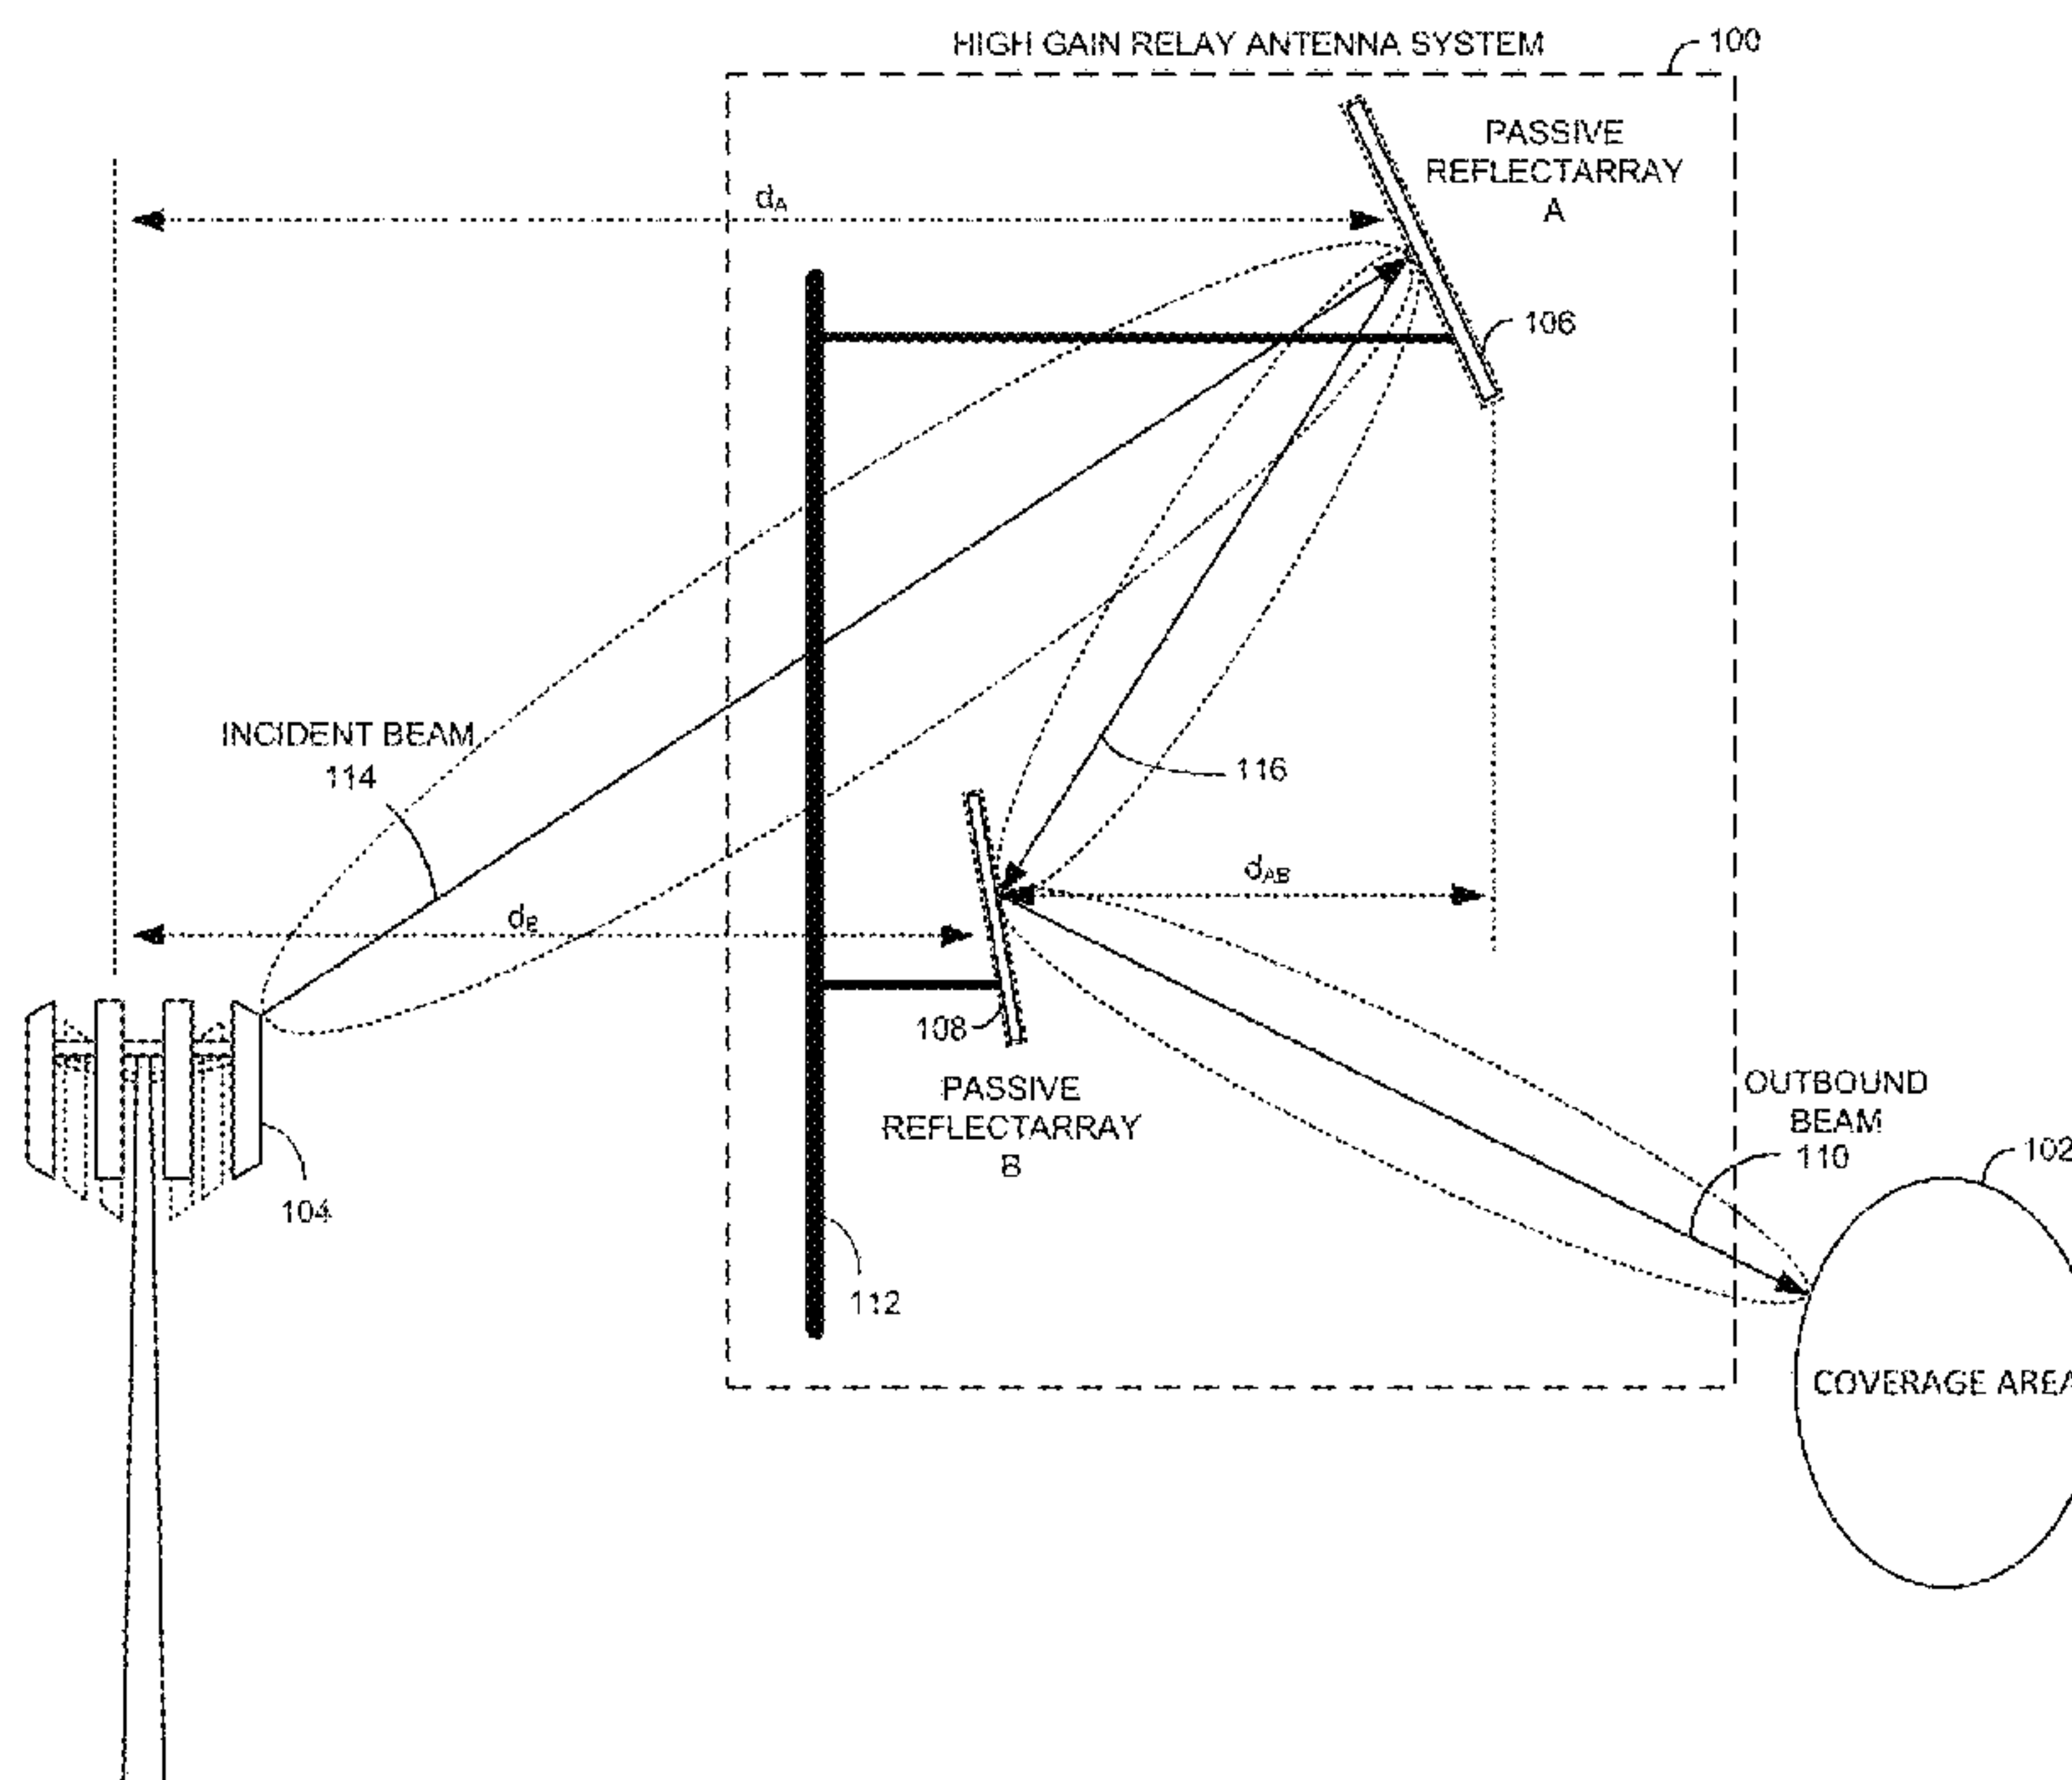 HIGH GAIN RELAY ANTENNA SYSTEM
100
PASSIVE
REFLECTARRAY
A
dA
106
INCIDENT BEAM
114
116
dAB
dB
108
PASSIVE
REFLECTARRAY
B
OUTBOUND
BEAM
110
102
104
112
COVERAGE AREA